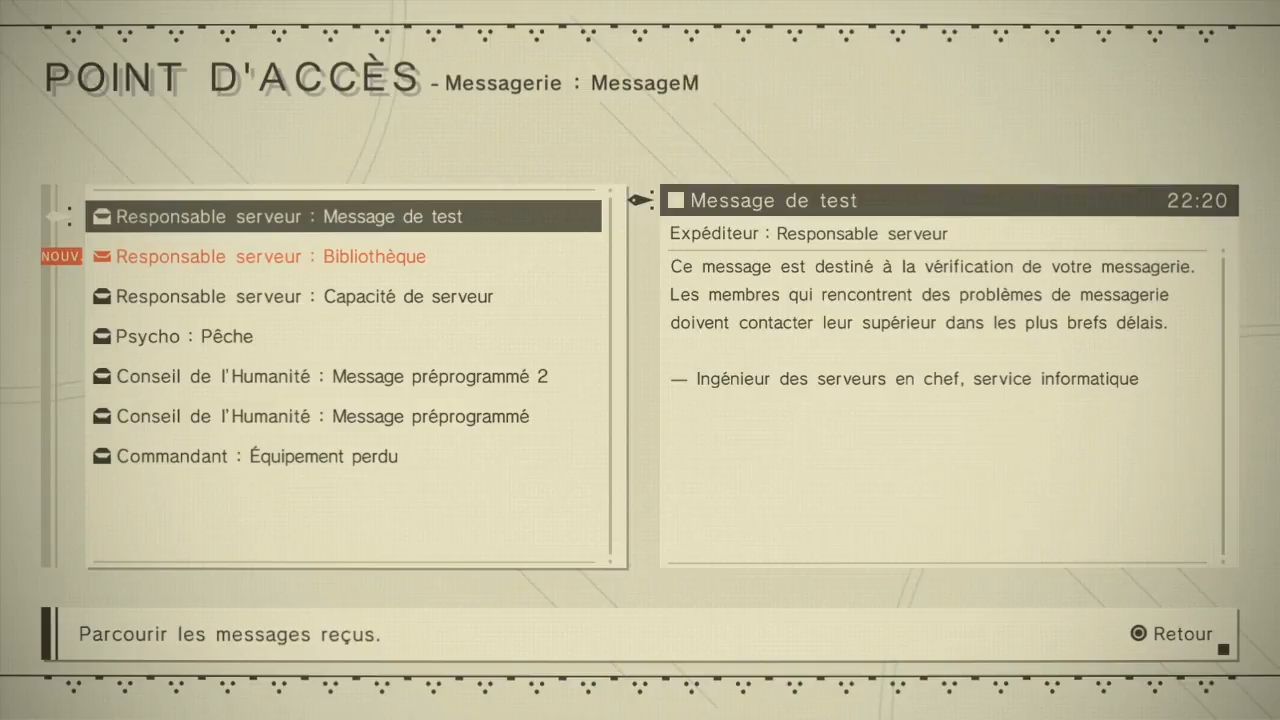 POINT D'ACCÈS - Messagerie : MessageM
Responsable serveur : Message de test
NOUV. Responsable serveur : Bibliothèque
Responsable serveur : Capacité de serveur
Psycho : Pêche
Conseil de l'Humanité : Message préprogrammé 2
Conseil de l'Humanité : Message préprogrammé
Commandant : Équipement perdu
Message de test 22:20
Expéditeur : Responsable serveur
Ce message est destiné à la vérification de votre messagerie.
Les membres qui rencontrent des problèmes de messagerie
doivent contacter leur supérieur dans les plus brefs délais.
— Ingénieur des serveurs en chef, service informatique
Parcourir les messages reçus.
Retour